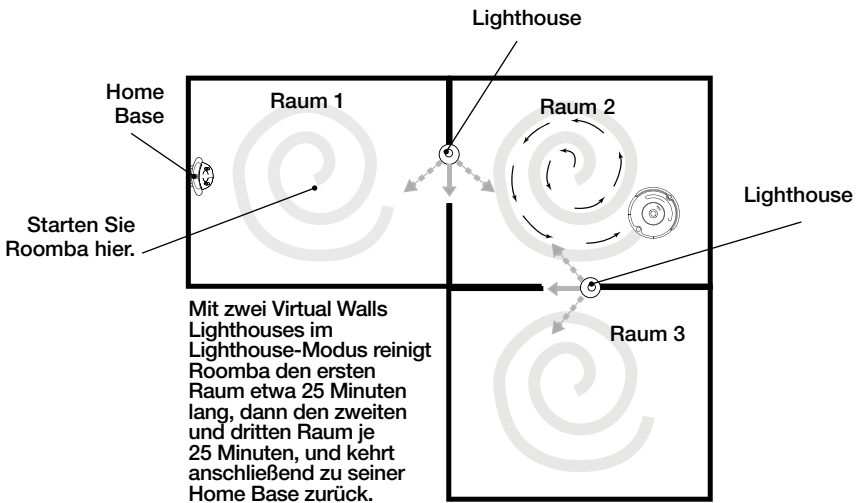 Lighthouse
Home
Base
Raum 1
Raum 2
Lighthouse
Starten Sie
Roomba hier.
Mit zwei Virtual Walls
Lighthouses im
Lighthouse-Modus reinigt
Roomba den ersten
Raum etwa 25 Minuten
lang, dann den zweiten
und dritten Raum je
25 Minuten, und kehrt
anschließend zu seiner
Home Base zurück.
Raum 3